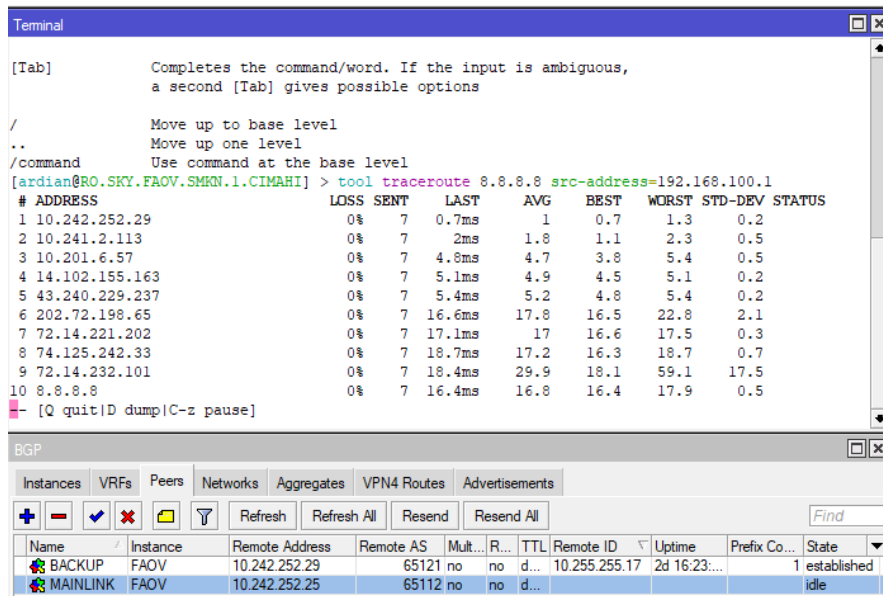 Terminal
[Tab] Completes the command/word. If the input is ambiguous,
a second [Tab] gives possible options
/ Move up to base level
.. Move up one level
/command Use command at the base level
[ardian@RO.SKY.FAOV.SMKN.1.CIMAHI] > tool traceroute 8.8.8.8 src-address=192.168.100.1
# ADDRESS LOSS SENT LAST AVG BEST WORST STD-DEV STATUS
1 10.242.252.29 0% 7 0.7ms 1 0.7 1.3 0.2
2 10.241.2.113 0% 7 2ms 1.8 1.1 2.3 0.5
3 10.201.6.57 0% 7 4.8ms 4.7 3.8 5.4 0.5
4 14.102.155.163 0% 7 5.1ms 4.9 4.5 5.1 0.2
5 43.240.229.237 0% 7 5.4ms 5.2 4.8 5.4 0.2
6 202.72.198.65 0% 7 16.6ms 17.8 16.5 22.8 2.1
7 72.14.221.202 0% 7 17.1ms 17 16.6 17.5 0.3
8 74.125.242.33 0% 7 18.7ms 17.2 16.3 18.7 0.7
9 72.14.232.101 0% 7 18.4ms 29.9 18.1 59.1 17.5
10 8.8.8.8 0% 7 16.4ms 16.8 16.4 17.9 0.5
-- [Q quit|D dump|C-z pause]
BGP
Instances VRFs Peers Networks Aggregates VPN4 Routes Advertisements
Refresh Refresh All Resend Resend All Find
Name Instance Remote Address Remote AS Mult... R... TTL Remote ID Uptime Prefix Co... State
BACKUP FAOV 10.242.252.29 65121 no no d... 10.255.255.17 2d 16:23:... 1 established
MAINLINK FAOV 10.242.252.25 65112 no no d... idle